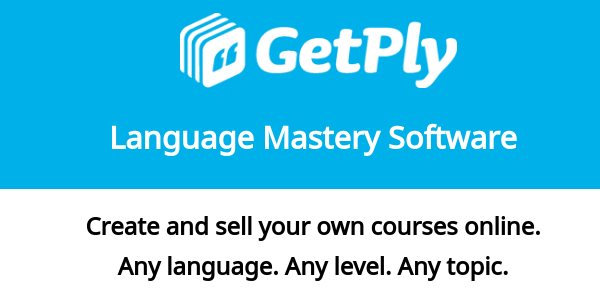 GetPly
Language Mastery Software
Create and sell your own courses online.
Any language. Any level. Any topic.